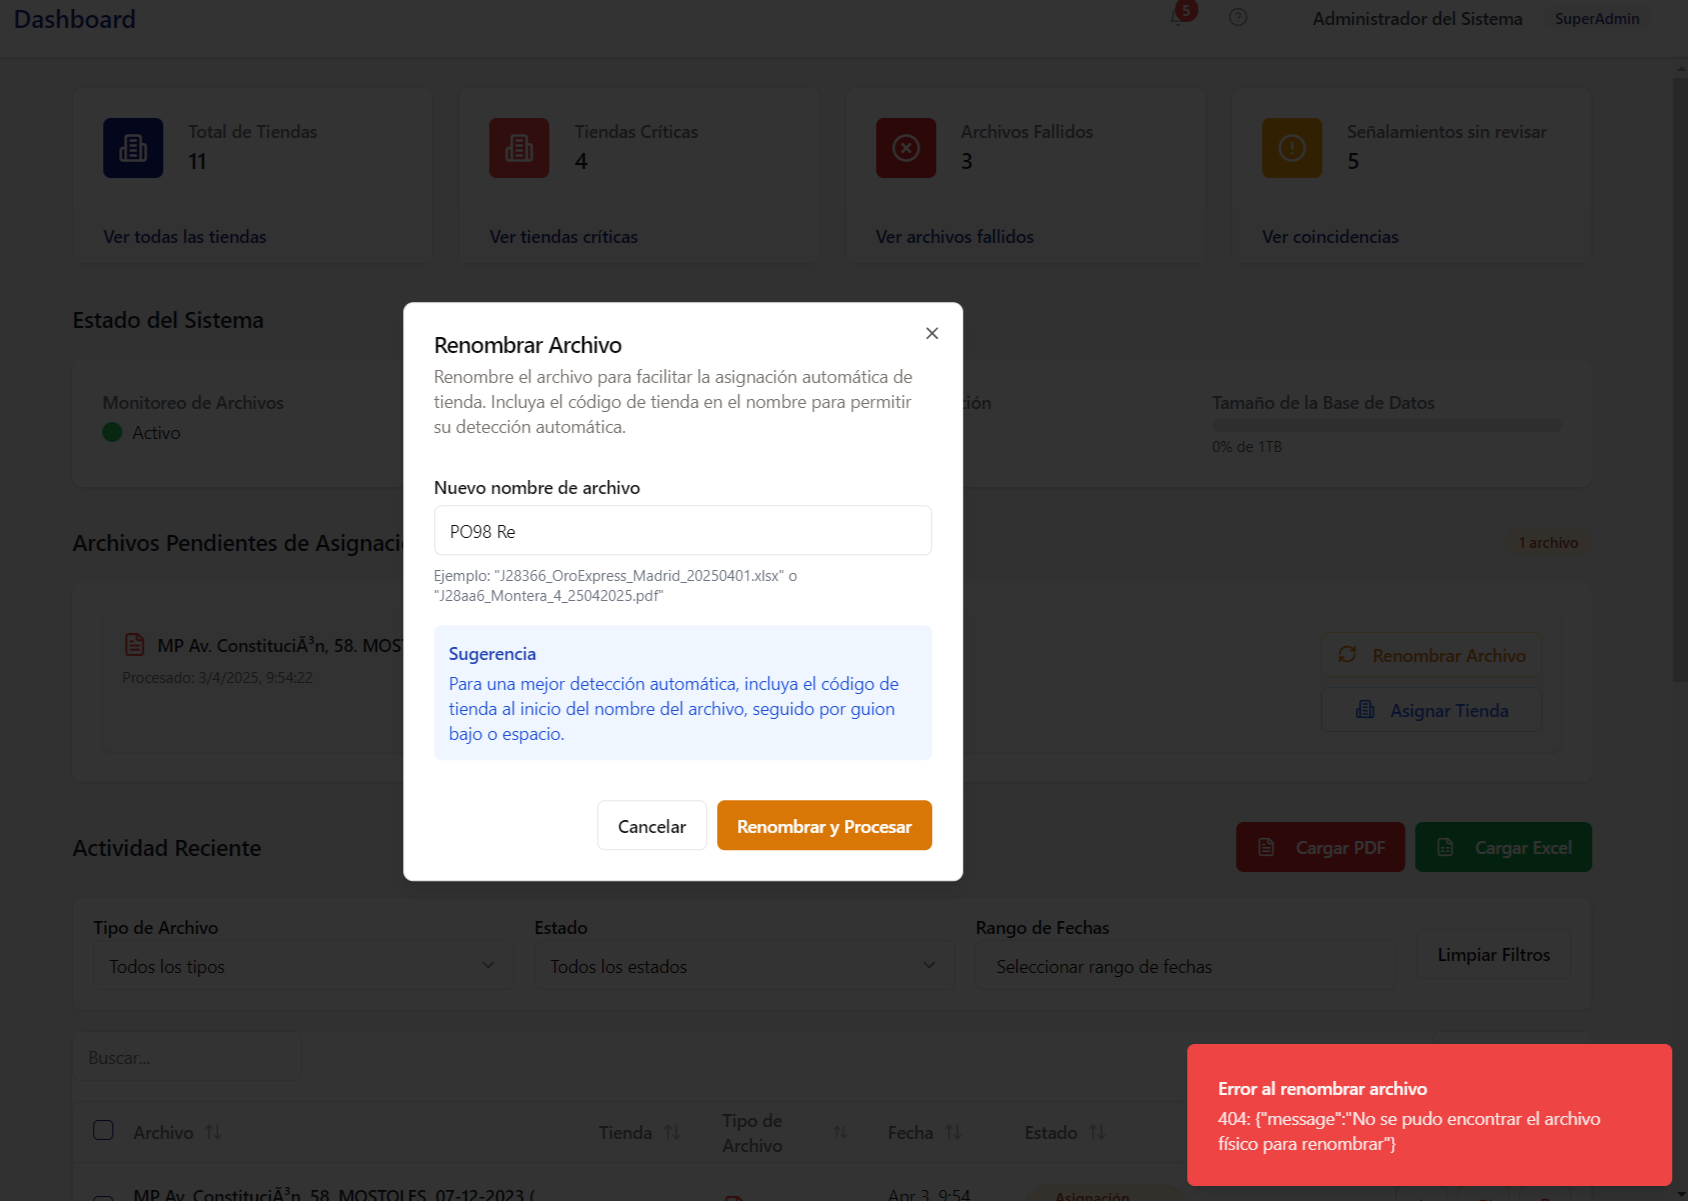 Dashboard
5
Administrador del Sistema
SuperAdmin
Total de Tiendas
11
Ver todas las tiendas
Tiendas Críticas
4
Ver tiendas críticas
Archivos Fallidos
3
Ver archivos fallidos
Señalamientos sin revisar
5
Ver coincidencias
Estado del Sistema
Monitoreo de Archivos
Activo
Tamaño de la Base de Datos
0% de 1TB
Archivos Pendientes de Asignaci
1 archivo
MP Av. ConstituciÃ³n, 58. MOS
Procesado: 3/4/2025, 9:54:22
Renombrar Archivo
Asignar Tienda
Renombrar Archivo
Renombre el archivo para facilitar la asignación automática de
tienda. Incluya el código de tienda en el nombre para permitir
su detección automática.
Nuevo nombre de archivo
PO98 Re
Ejemplo: "J28366_OroExpress_Madrid_20250401.xlsx" o
"J28aa6_Montera_4_25042025.pdf"
Sugerencia
Para una mejor detección automática, incluya el código de
tienda al inicio del nombre del archivo, seguido por guion
bajo o espacio.
Cancelar
Renombrar y Procesar
Actividad Reciente
Cargar PDF
Cargar Excel
Tipo de Archivo
Todos los tipos
Estado
Todos los estados
Rango de Fechas
Seleccionar rango de fechas
Limpiar Filtros
Buscar...
Archivo
Tienda
Tipo de
Archivo
Fecha
Estado
MP Av. ConstituciÃ³n, 58. MOSTOLES, 07-12-2023 (
Apr 3, 9:54
Asignación
Error al renombrar archivo
404: {"message":"No se pudo encontrar el archivo
físico para renombrar"}